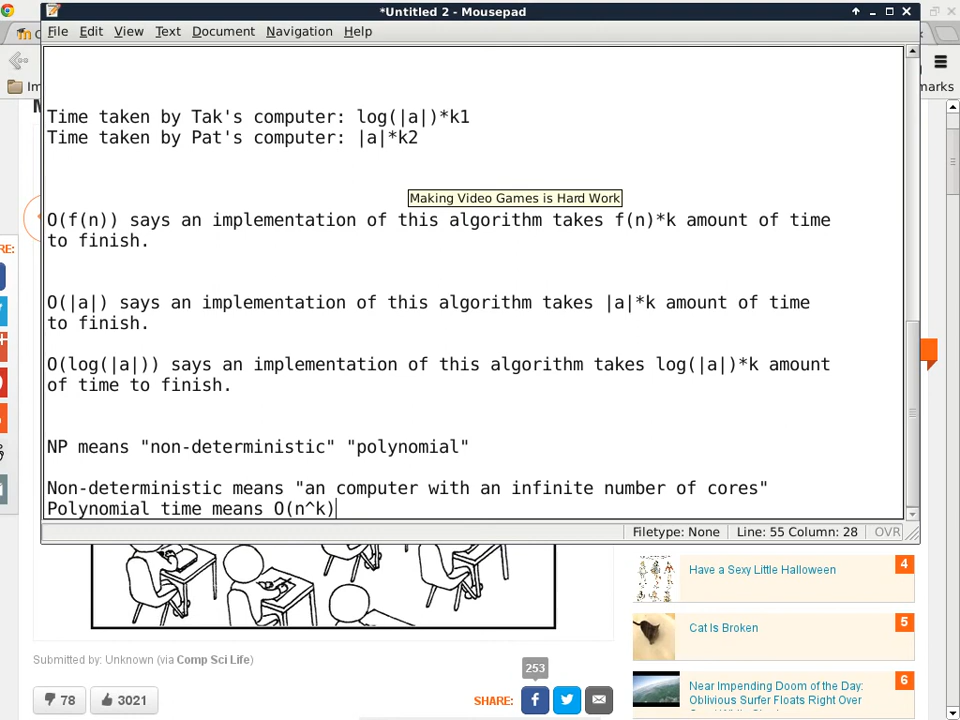 *Untitled 2 - Mousepad
File Edit View Text Document Navigation Help
Time taken by Tak's computer: log(|a|)*k1
Time taken by Pat's computer: |a|*k2
Making Video Games is Hard Work
O(f(n)) says an implementation of this algorithm takes f(n)*k amount of time
to finish.
O(|a|) says an implementation of this algorithm takes |a|*k amount of time
to finish.
O(log(|a|)) says an implementation of this algorithm takes log(|a|)*k amount
of time to finish.
NP means "non-deterministic" "polynomial"
Non-deterministic means "an computer with an infinite number of cores"
Polynomial time means O(n^k)
Filetype: None Line: 55 Column: 28 OVR
Have a Sexy Little Halloween 4
Cat Is Broken 5
Near Impending Doom of the Day: 6
Obvious Surfer Floats Right Over
Submitted by: Unknown (via Comp Sci Life)
253
78 3021 SHARE: